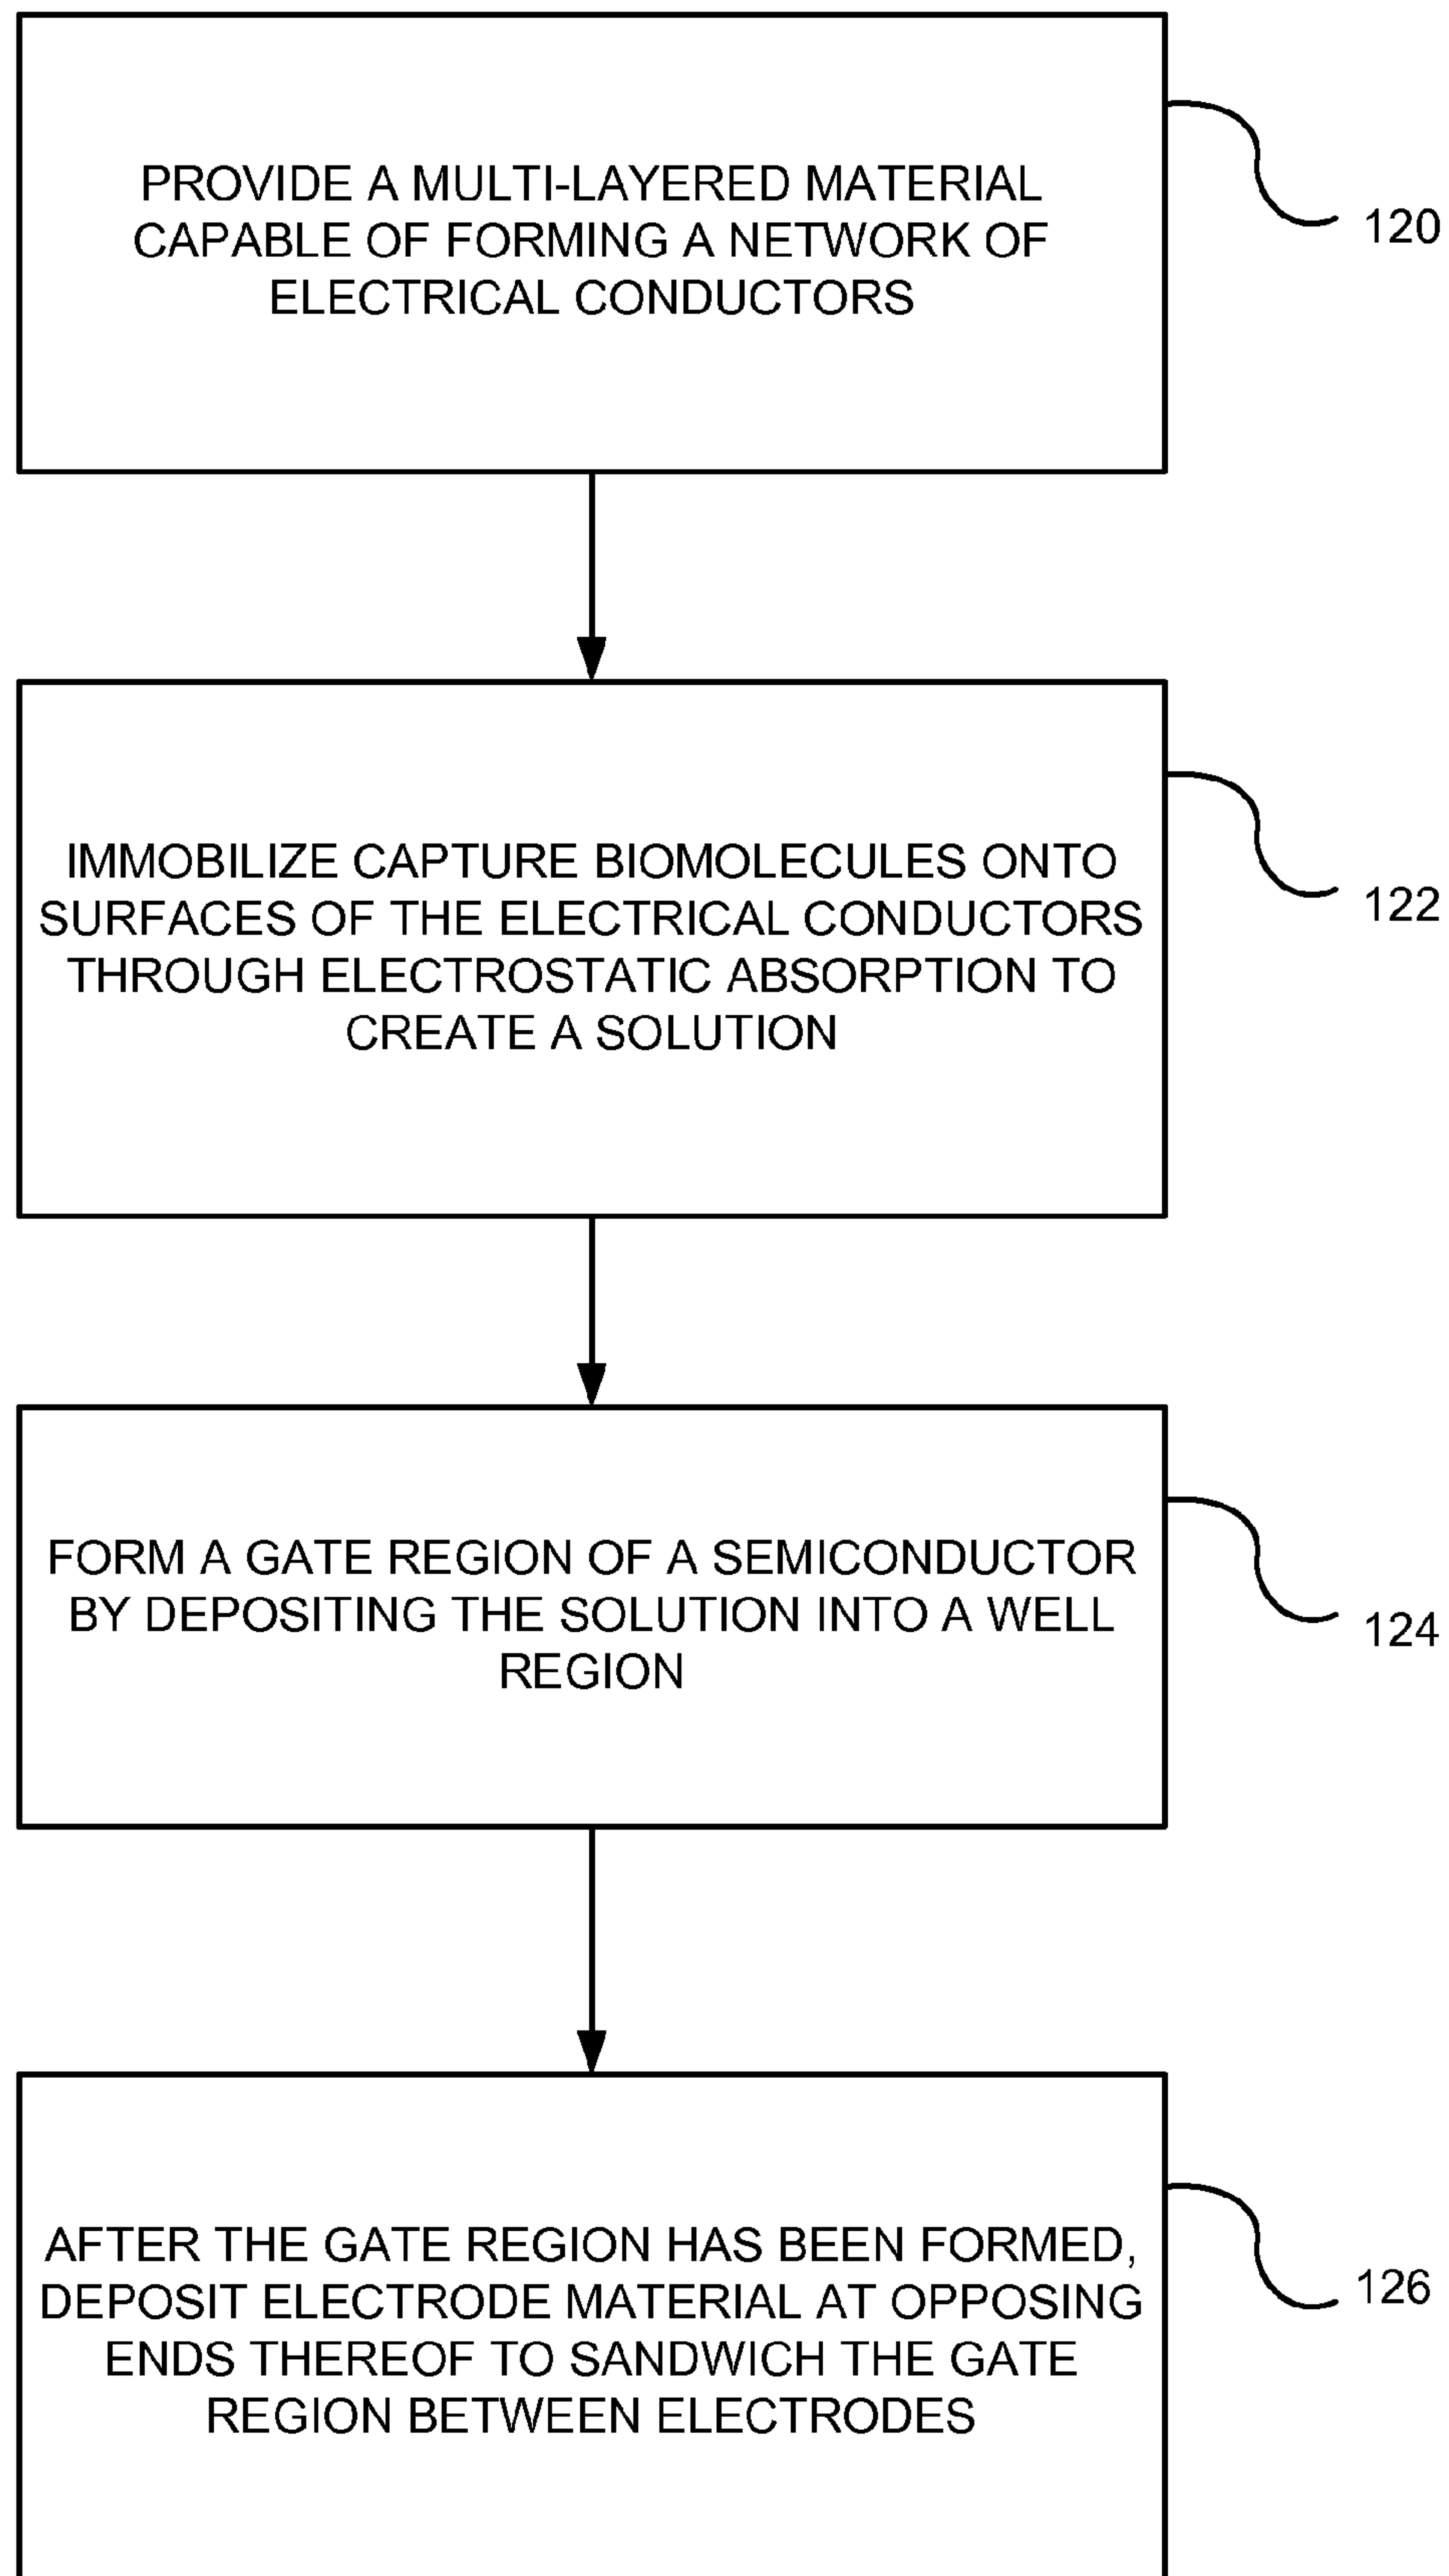 PROVIDE A MULTI-LAYERED MATERIAL
CAPABLE OF FORMING A NETWORK OF
ELECTRICAL CONDUCTORS
120
IMMOBILIZE CAPTURE BIOMOLECULES ONTO
SURFACES OF THE ELECTRICAL CONDUCTORS
THROUGH ELECTROSTATIC ABSORPTION TO
CREATE A SOLUTION
122
FORM A GATE REGION OF A SEMICONDUCTOR
BY DEPOSITING THE SOLUTION INTO A WELL
REGION
124
AFTER THE GATE REGION HAS BEEN FORMED,
DEPOSIT ELECTRODE MATERIAL AT OPPOSING
ENDS THEREOF TO SANDWICH THE GATE
REGION BETWEEN ELECTRODES
126